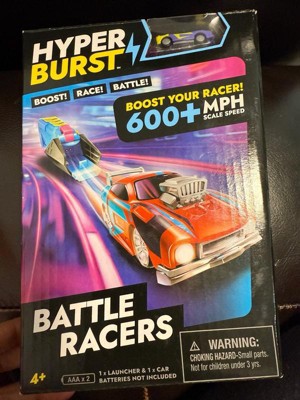 HYPER
BURST™
BOOST! RACE! BATTLE!
BOOST YOUR RACER!
600+ MPH
SCALE SPEED
BATTLE
RACERS
4+
AAA x 2
1 x LAUNCHER & 1 x CAR
BATTERIES NOT INCLUDED
⚠ WARNING:
CHOKING HAZARD-Small parts.
Not for children under 3 yrs.